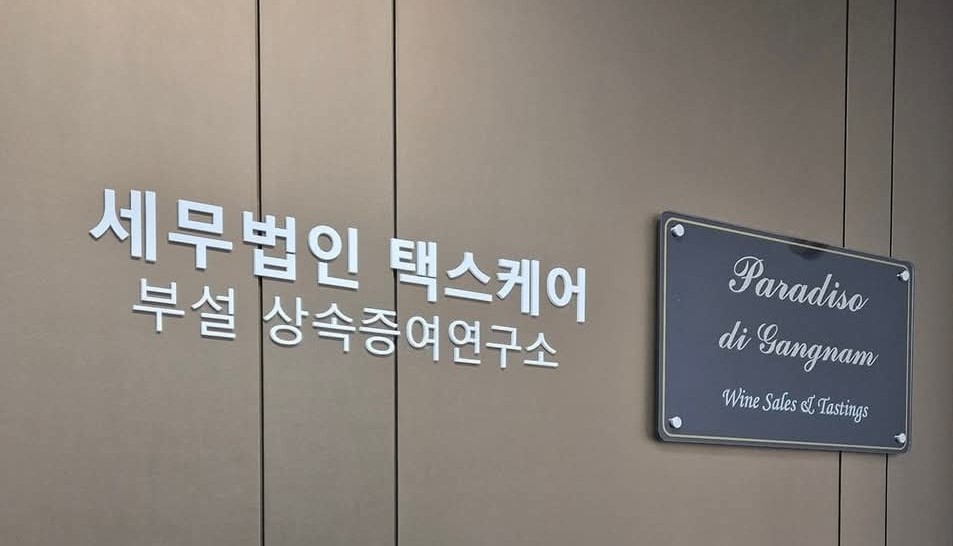 세무법인 택스케어
부설 상속증여연구소
Paradiso
di Gangnam
Wine Sales & Tastings